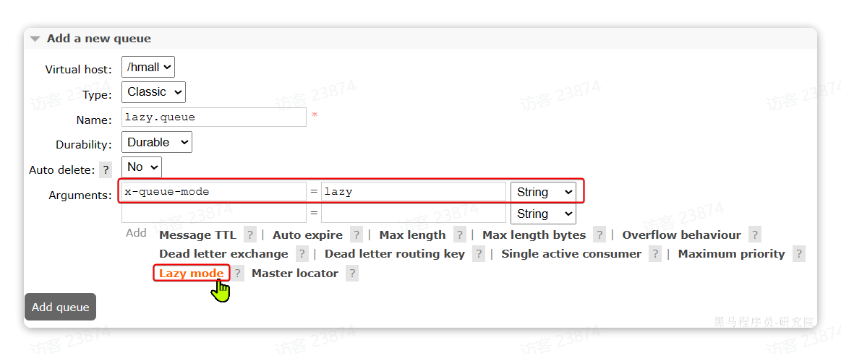 Add a new queue
Virtual host: /hmall
Type: Classic
Name: lazy.queue *
Durability: Durable
Auto delete: ? No
Arguments: x-queue-mode = lazy String
= String
Add Message TTL ? | Auto expire ? | Max length ? | Max length bytes ? | Overflow behaviour ?
Dead letter exchange ? | Dead letter routing key ? | Single active consumer ? | Maximum priority ?
Lazy mode ? Master locator ?
Add queue
黑马程序员-研究院
访客 23874